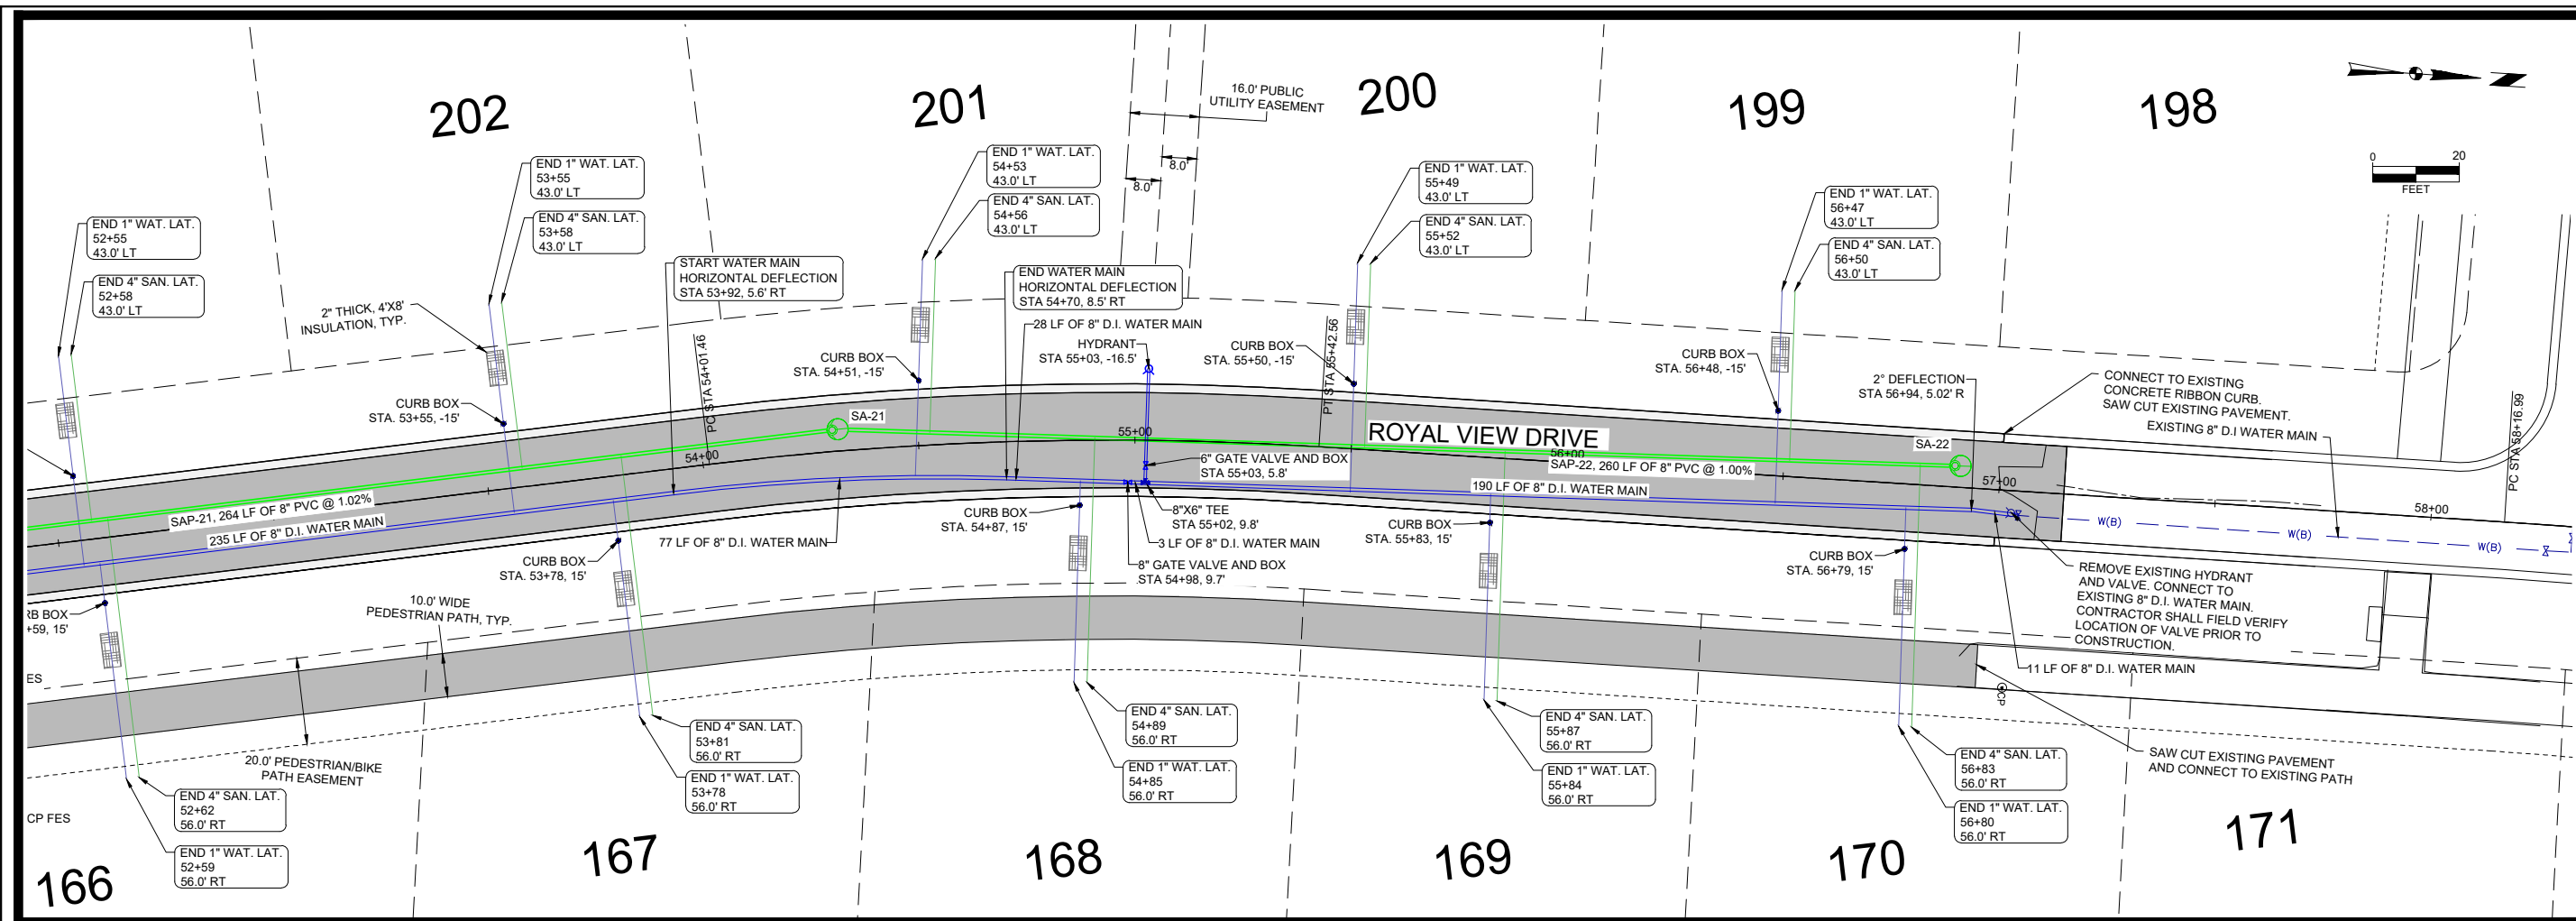 202
201
16.0' PUBLIC
UTILITY EASEMENT
200
199
198
0
20
FEET
8.0'
8.0'
END 1" WAT. LAT.
52+55
43.0' LT
END 4" SAN. LAT.
52+58
43.0' LT
END 1" WAT. LAT.
53+55
43.0' LT
END 4" SAN. LAT.
53+58
43.0' LT
END 1" WAT. LAT.
54+53
43.0' LT
END 4" SAN. LAT.
54+56
43.0' LT
END 1" WAT. LAT.
55+49
43.0' LT
END 4" SAN. LAT.
55+52
43.0' LT
END 1" WAT. LAT.
56+47
43.0' LT
END 4" SAN. LAT.
56+50
43.0' LT
2" THICK, 4'X8'
INSULATION, TYP.
START WATER MAIN
HORIZONTAL DEFLECTION
STA 53+92, 5.6' RT
END WATER MAIN
HORIZONTAL DEFLECTION
STA 54+70, 8.5' RT
28 LF OF 8" D.I. WATER MAIN
HYDRANT
STA 55+03, -16.5'
PC STA 54+01.46
PT STA 55+42.56
PC STA 58+16.99
CURB BOX
STA. 53+55, -15'
CURB BOX
STA. 54+51, -15'
CURB BOX
STA. 55+50, -15'
CURB BOX
STA. 56+48, -15'
2° DEFLECTION
STA 56+94, 5.02' R
CONNECT TO EXISTING
CONCRETE RIBBON CURB.
SAW CUT EXISTING PAVEMENT.
EXISTING 8" D.I WATER MAIN
SA-21
SA-22
54+00
55+00
56+00
57+00
58+00
ROYAL VIEW DRIVE
SAP-21, 264 LF OF 8" PVC @ 1.02%
235 LF OF 8" D.I. WATER MAIN
SAP-22, 260 LF OF 8" PVC @ 1.00%
190 LF OF 8" D.I. WATER MAIN
6" GATE VALVE AND BOX
STA 55+03, 5.8'
8"X6" TEE
STA 55+02, 9.8'
3 LF OF 8" D.I. WATER MAIN
8" GATE VALVE AND BOX
STA 54+98, 9.7'
77 LF OF 8" D.I. WATER MAIN
W(B)
W(B)
W(B)
RB BOX
+59, 15'
CURB BOX
STA. 53+78, 15'
CURB BOX
STA. 54+87, 15'
CURB BOX
STA. 55+83, 15'
CURB BOX
STA. 56+79, 15'
REMOVE EXISTING HYDRANT
AND VALVE. CONNECT TO
EXISTING 8" D.I. WATER MAIN.
CONTRACTOR SHALL FIELD VERIFY
LOCATION OF VALVE PRIOR TO
CONSTRUCTION.
11 LF OF 8" D.I. WATER MAIN
10.0' WIDE
PEDESTRIAN PATH, TYP.
ES
CP
20.0' PEDESTRIAN/BIKE
PATH EASEMENT
CP FES
END 4" SAN. LAT.
52+62
56.0' RT
END 1" WAT. LAT.
52+59
56.0' RT
END 4" SAN. LAT.
53+81
56.0' RT
END 1" WAT. LAT.
53+78
56.0' RT
END 4" SAN. LAT.
54+89
56.0' RT
END 1" WAT. LAT.
54+85
56.0' RT
END 4" SAN. LAT.
55+87
56.0' RT
END 1" WAT. LAT.
55+84
56.0' RT
END 4" SAN. LAT.
56+83
56.0' RT
END 1" WAT. LAT.
56+80
56.0' RT
SAW CUT EXISTING PAVEMENT
AND CONNECT TO EXISTING PATH
166
167
168
169
170
171